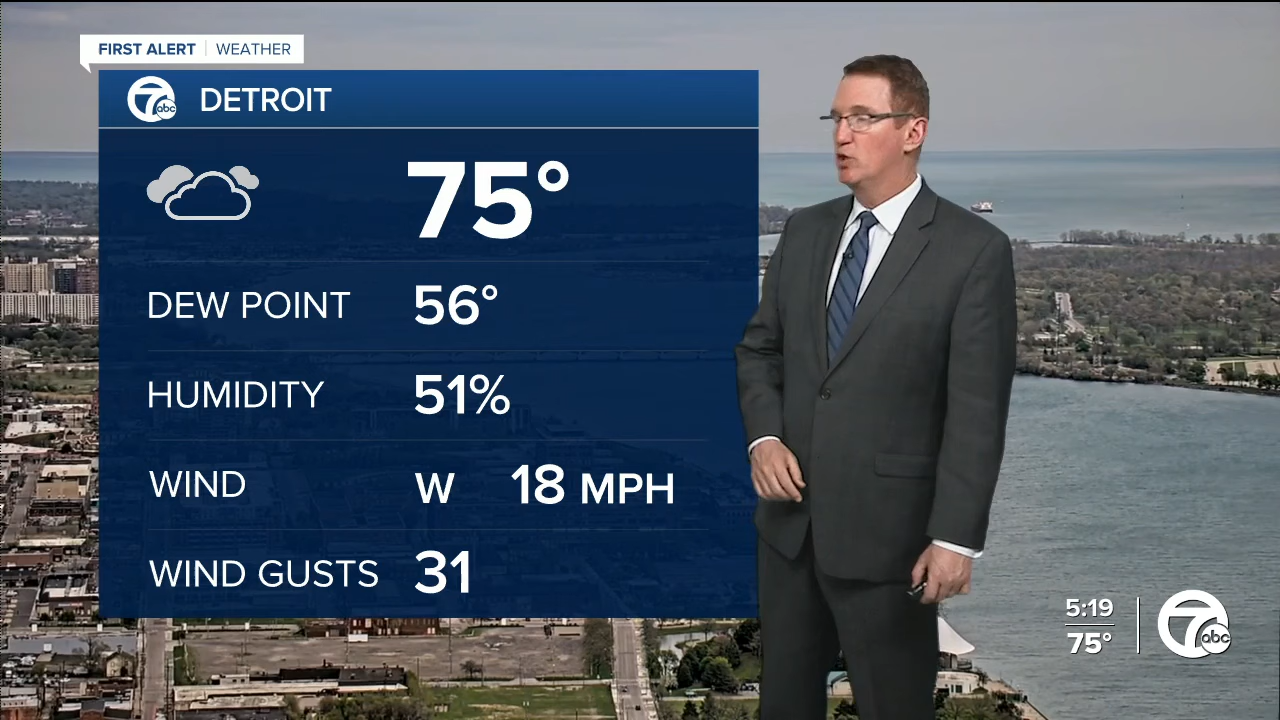 FIRST ALERT | WEATHER
7 abc DETROIT
75°
DEW POINT 56°
HUMIDITY 51%
WIND W 18 MPH
WIND GUSTS 31
5:19
75°
7 abc